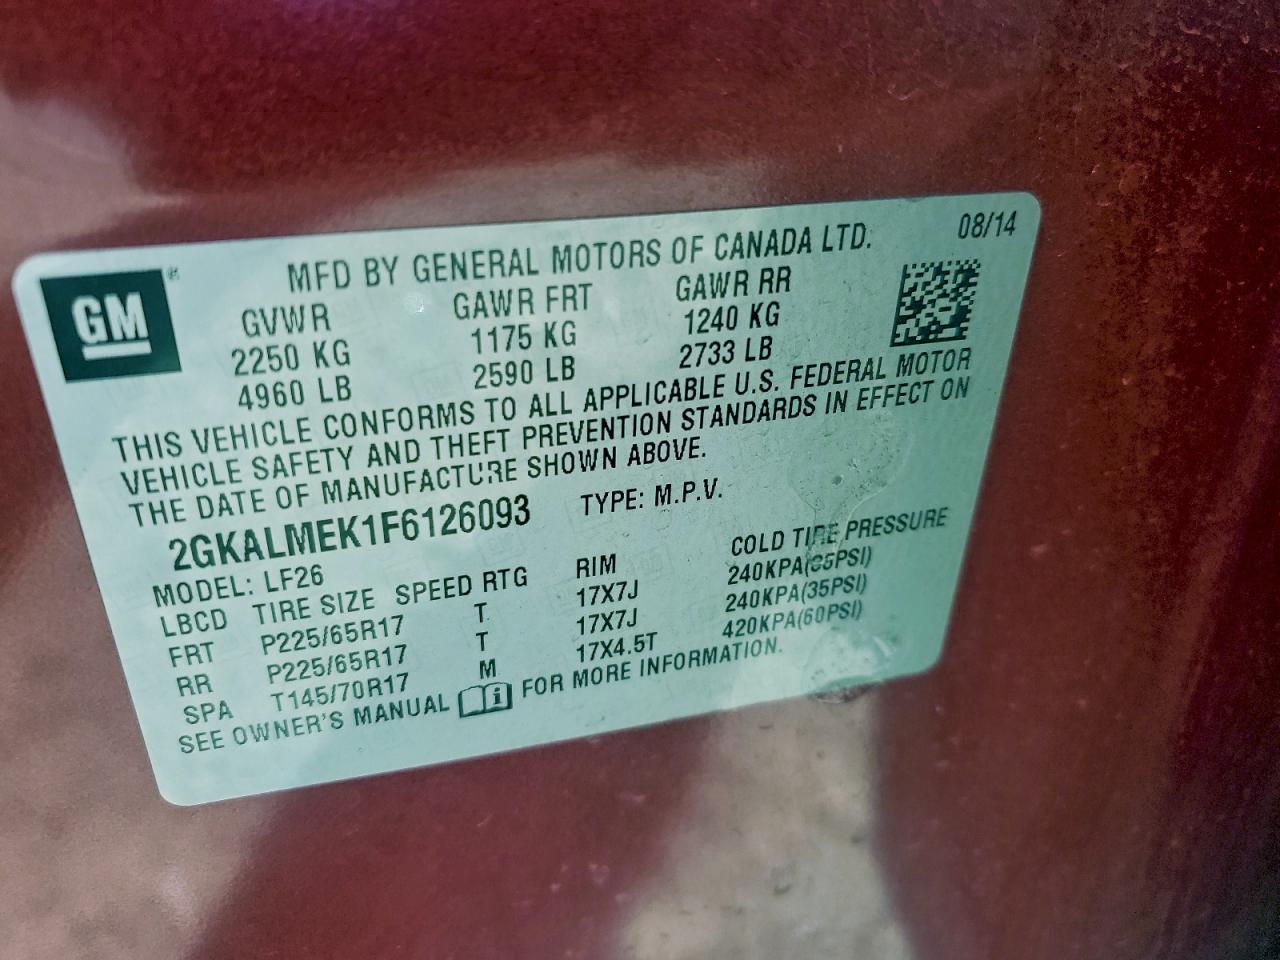 08/14
GM ®
MFD BY GENERAL MOTORS OF CANADA LTD.
GVWR GAWR FRT GAWR RR
2250 KG 1175 KG 1240 KG
4960 LB 2590 LB 2733 LB
THIS VEHICLE CONFORMS TO ALL APPLICABLE U.S. FEDERAL MOTOR
VEHICLE SAFETY AND THEFT PREVENTION STANDARDS IN EFFECT ON
THE DATE OF MANUFACTURE SHOWN ABOVE.
2GKALMEK1F6126093 TYPE: M.P.V.
MODEL: LF26
LBCD TIRE SIZE SPEED RTG RIM COLD TIRE PRESSURE
FRT P225/65R17 T 17X7J 240KPA(35PSI)
RR P225/65R17 T 17X7J 240KPA(35PSI)
SPA T145/70R17 M 17X4.5T 420KPA(60PSI)
SEE OWNER'S MANUAL FOR MORE INFORMATION.